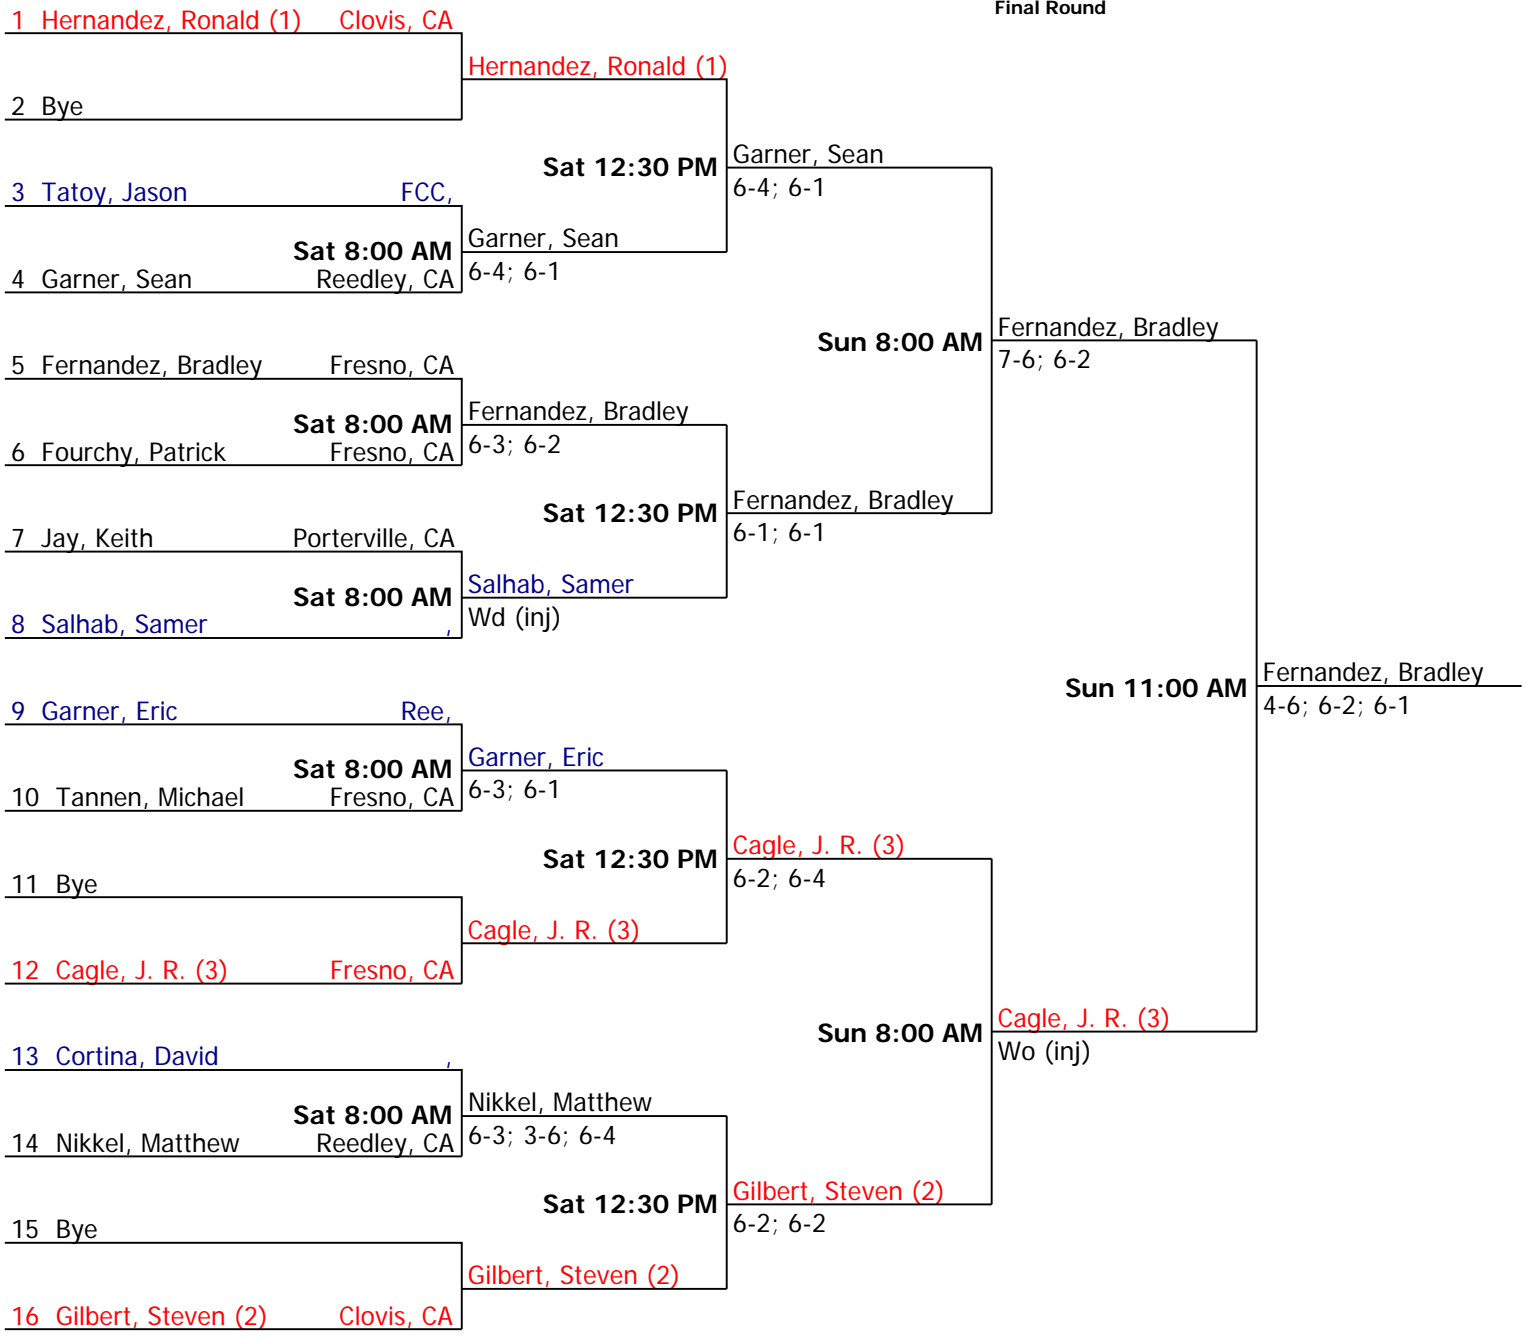 Final Round
1 Hernandez, Ronald (1) Clovis, CA
Hernandez, Ronald (1)
2 Bye
Sat 12:30 PM Garner, Sean
6-4; 6-1
3 Tatoy, Jason FCC,
Sat 8:00 AM Garner, Sean
4 Garner, Sean Reedley, CA 6-4; 6-1
Sun 8:00 AM Fernandez, Bradley
7-6; 6-2
5 Fernandez, Bradley Fresno, CA
Sat 8:00 AM Fernandez, Bradley
6 Fourchy, Patrick Fresno, CA 6-3; 6-2
Sat 12:30 PM Fernandez, Bradley
6-1; 6-1
7 Jay, Keith Porterville, CA
Sat 8:00 AM Salhab, Samer
8 Salhab, Samer , Wd (inj)
Sun 11:00 AM Fernandez, Bradley
4-6; 6-2; 6-1
9 Garner, Eric Ree,
Sat 8:00 AM Garner, Eric
10 Tannen, Michael Fresno, CA 6-3; 6-1
Sat 12:30 PM Cagle, J. R. (3)
6-2; 6-4
11 Bye
Cagle, J. R. (3)
12 Cagle, J. R. (3) Fresno, CA
Sun 8:00 AM Cagle, J. R. (3)
Wo (inj)
13 Cortina, David ,
Sat 8:00 AM Nikkel, Matthew
14 Nikkel, Matthew Reedley, CA 6-3; 3-6; 6-4
Sat 12:30 PM Gilbert, Steven (2)
6-2; 6-2
15 Bye
Gilbert, Steven (2)
16 Gilbert, Steven (2) Clovis, CA